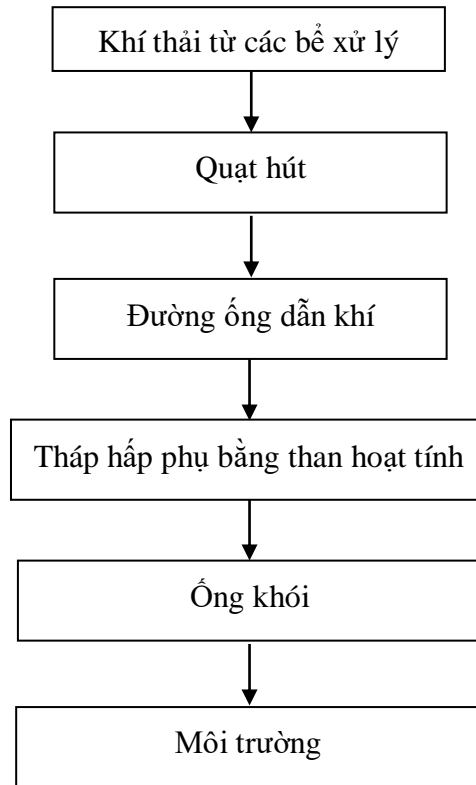 Khí thải từ các bể xử lý
Quạt hút
Đường ống dẫn khí
Tháp hấp phụ bằng than hoạt tính
Ống khói
Môi trường